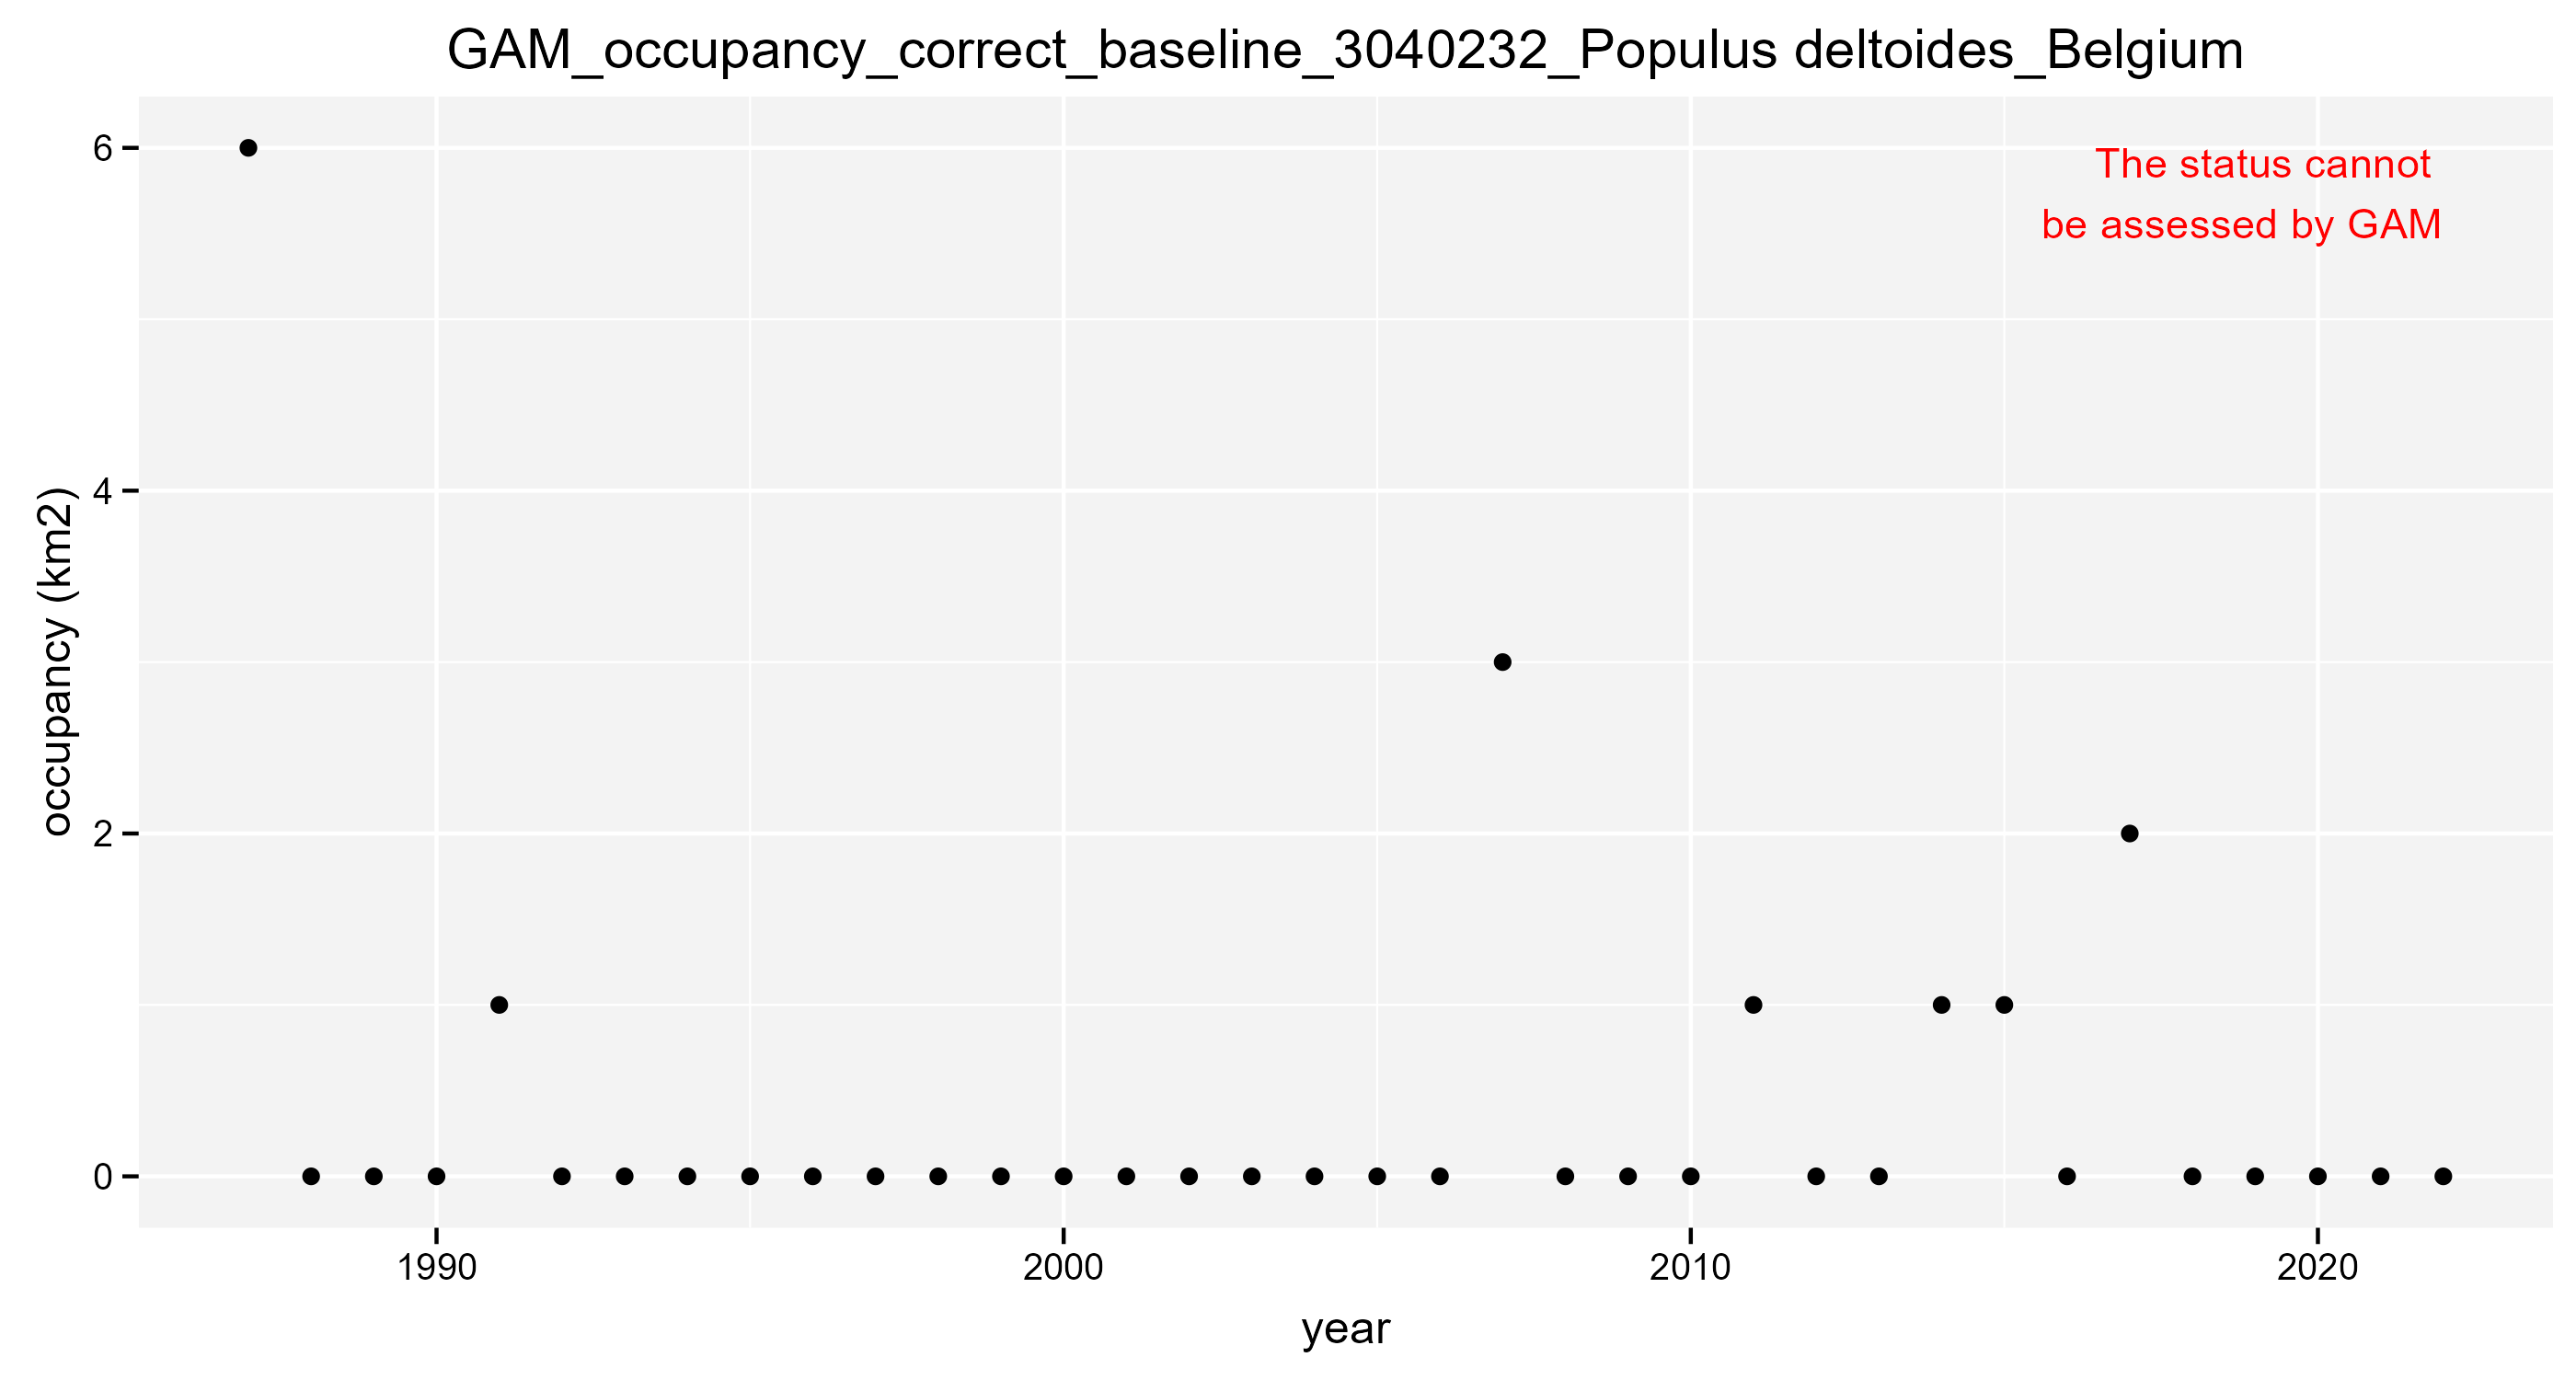 GAM_occupancy_correct_baseline_3040232_Populus deltoides_Belgium
The status cannot
be assessed by GAM
occupancy (km2)
6
4
2
0
1990 2000 2010 2020
year